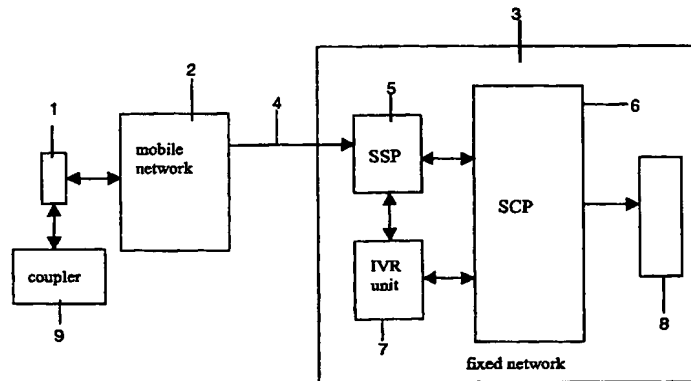 3
2
1
4
5
6
mobile
network
SSP
SCP
IVR
unit
coupler
9
7
8
fixed network